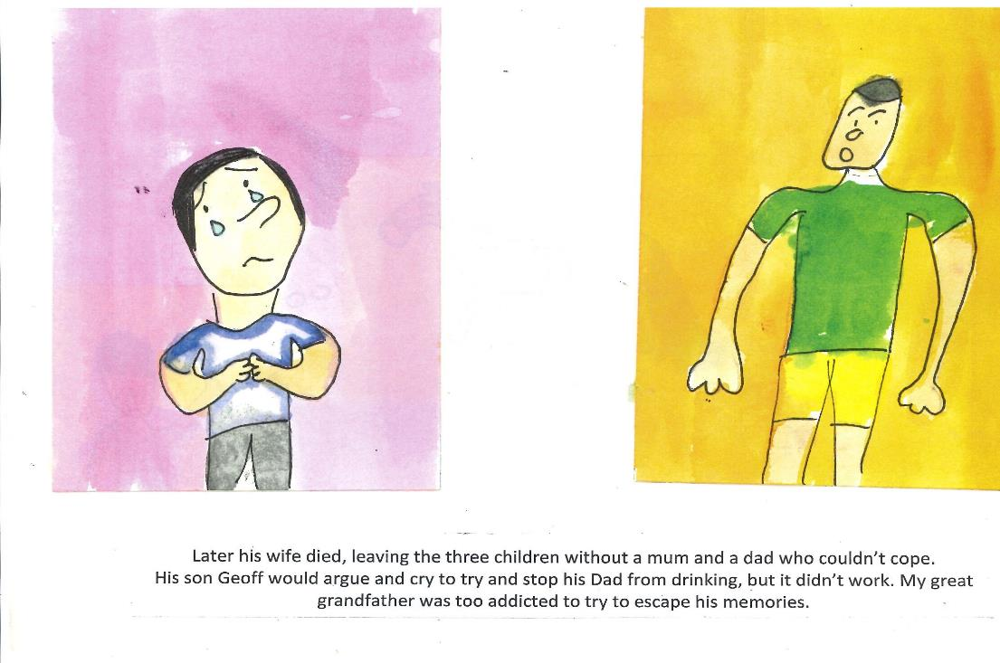 Later his wife died, leaving the three children without a mum and a dad who couldn’t cope.
His son Geoff would argue and cry to try and stop his Dad from drinking, but it didn’t work. My great
grandfather was too addicted to try to escape his memories.